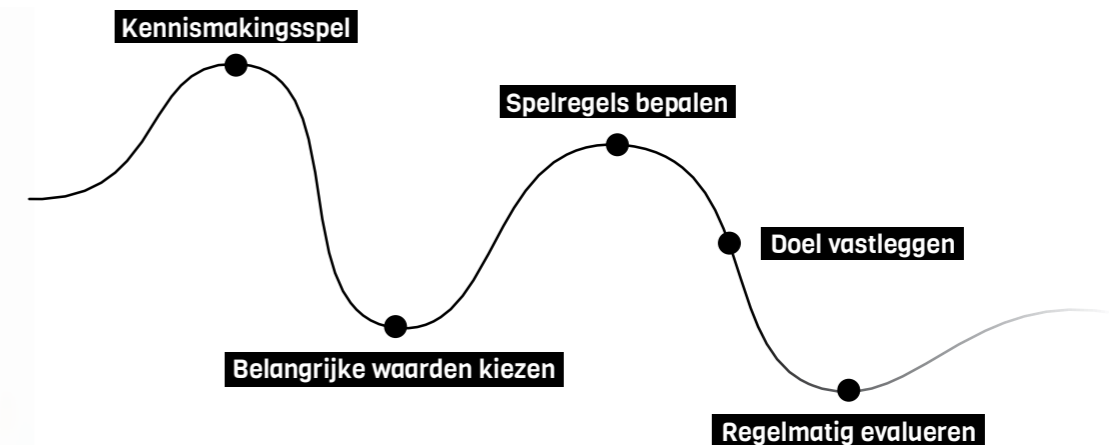 Kennismakingsspel
Spelregels bepalen
Doel vastleggen
Belangrijke waarden kiezen
Regelmatig evalueren